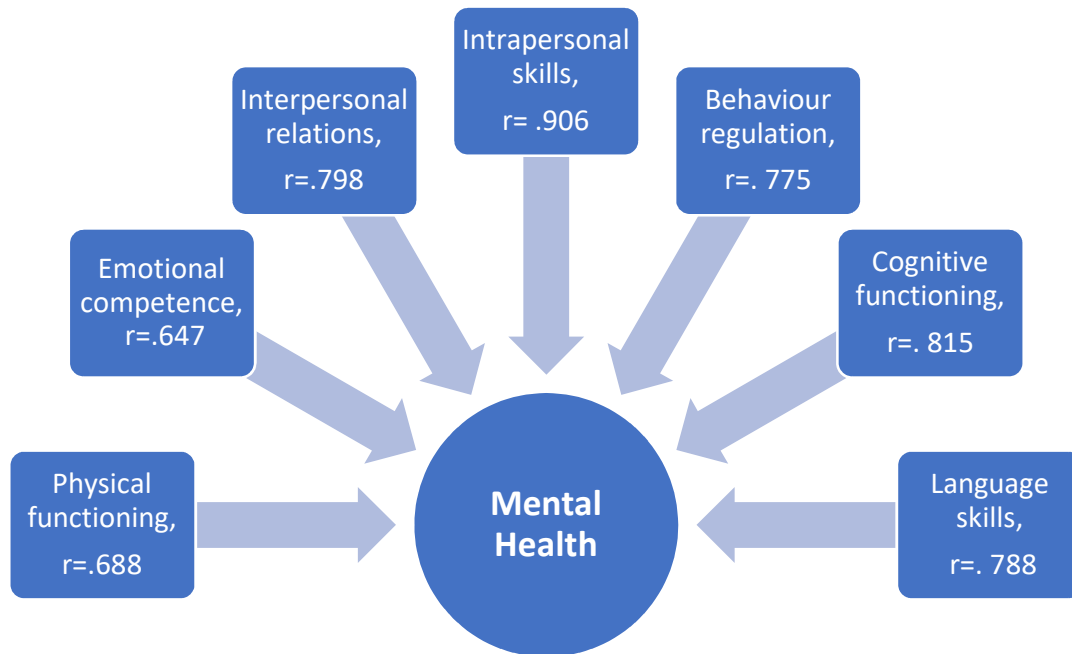 Intrapersonal
skills,
r= .906
Interpersonal
relations,
r=.798
Behaviour
regulation,
r=. 775
Emotional
competence,
r=.647
Cognitive
functioning,
r=. 815
Physical
functioning,
r=.688
Mental
Health
Language
skills,
r=. 788